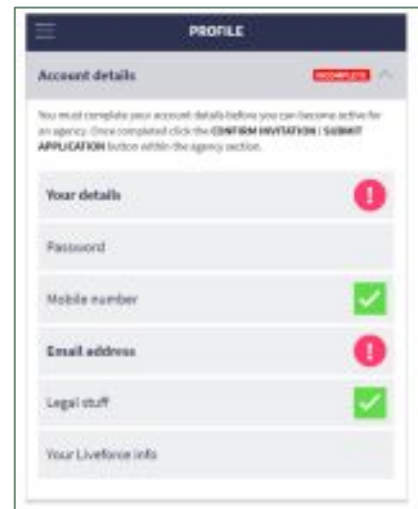 PROFILE
Account details INCOMPLETE
You must complete your account details before you can become active for
an agency. Once completed click the CONFIRM INVITATION / SUBMIT
APPLICATION button within the agency section.
Your details
Password
Mobile number
Email address
Legal stuff
Your Liveforce info